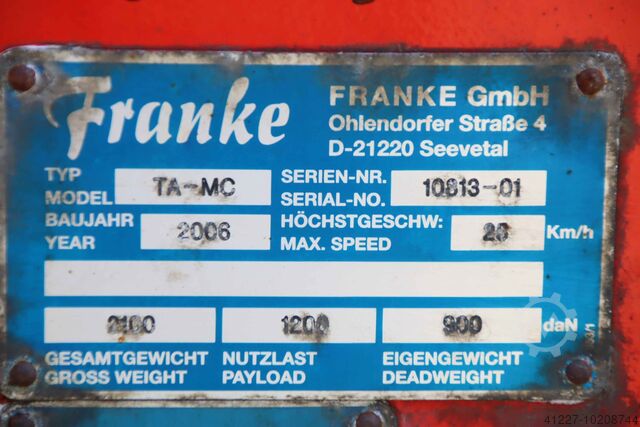 Franke
FRANKE GmbH
Ohlendorfer Straße 4
D-21220 Seevetal
TYP
MODEL
TA-MC
SERIEN-NR.
SERIAL-NO.
10813-01
BAUJAHR
YEAR
2006
HÖCHSTGESCHW:
MAX. SPEED
25
Km/h
2100
1200
900
daN
GESAMTGEWICHT
GROSS WEIGHT
NUTZLAST
PAYLOAD
EIGENGEWICHT
DEADWEIGHT
41227-10208744